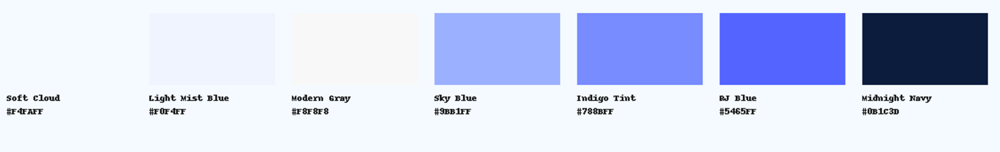 Soft Cloud
#F4FAFF
Light Mist Blue
#F0F4FF
Modern Gray
#F8F8F8
Sky Blue
#9BB1FF
Indigo Tint
#788BFF
RJ Blue
#5465FF
Midnight Navy
#0B1C3D